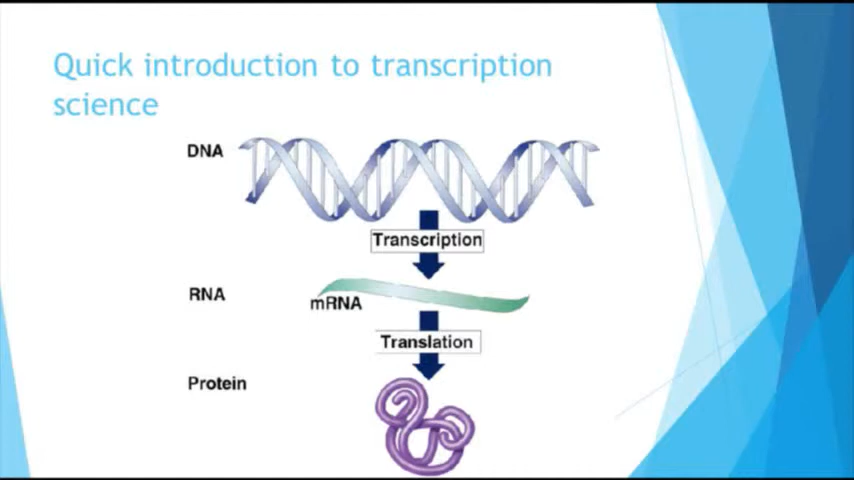 Quick introduction to transcription
science
DNA
Transcription
RNA
mRNA
Translation
Protein